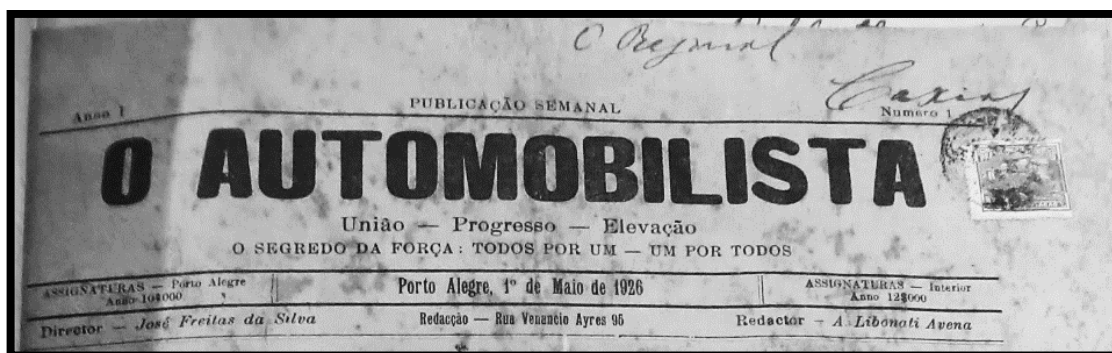 O Regional
Caxias
Anno I
PUBLICAÇÃO SEMANAL
Numero 1
O AUTOMOBILISTA
União — Progresso — Elevação
O SEGREDO DA FORÇA: TODOS POR UM — UM POR TODOS
ASSIGNATURAS — Porto Alegre
Anno 10$000
Porto Alegre, 1º de Maio de 1926
ASSIGNATURAS — Interior
Anno 12$000
Director — José Freitas da Silva
Redacção — Rua Venancio Ayres 95
Redactor — A. Libonati Avena